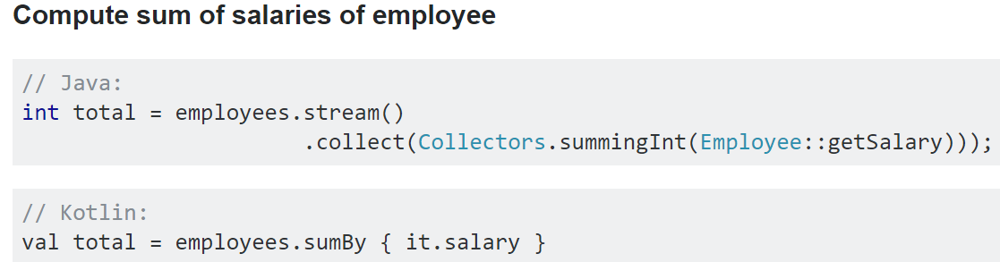 Compute sum of salaries of employee
// Java:
int total = employees.stream()
.collect(Collectors.summingInt(Employee::getSalary)));
// Kotlin:
val total = employees.sumBy { it.salary }